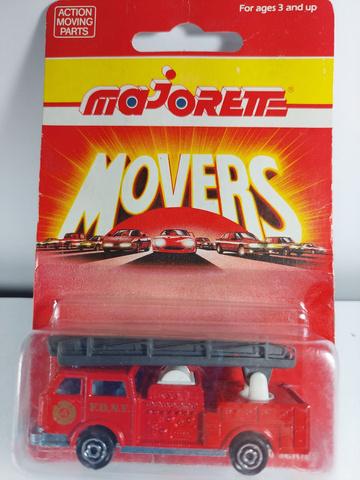 ACTION
MOVING
PARTS
For ages 3 and up
MAJORETTE®
MOVERS
F.D.N.Y.